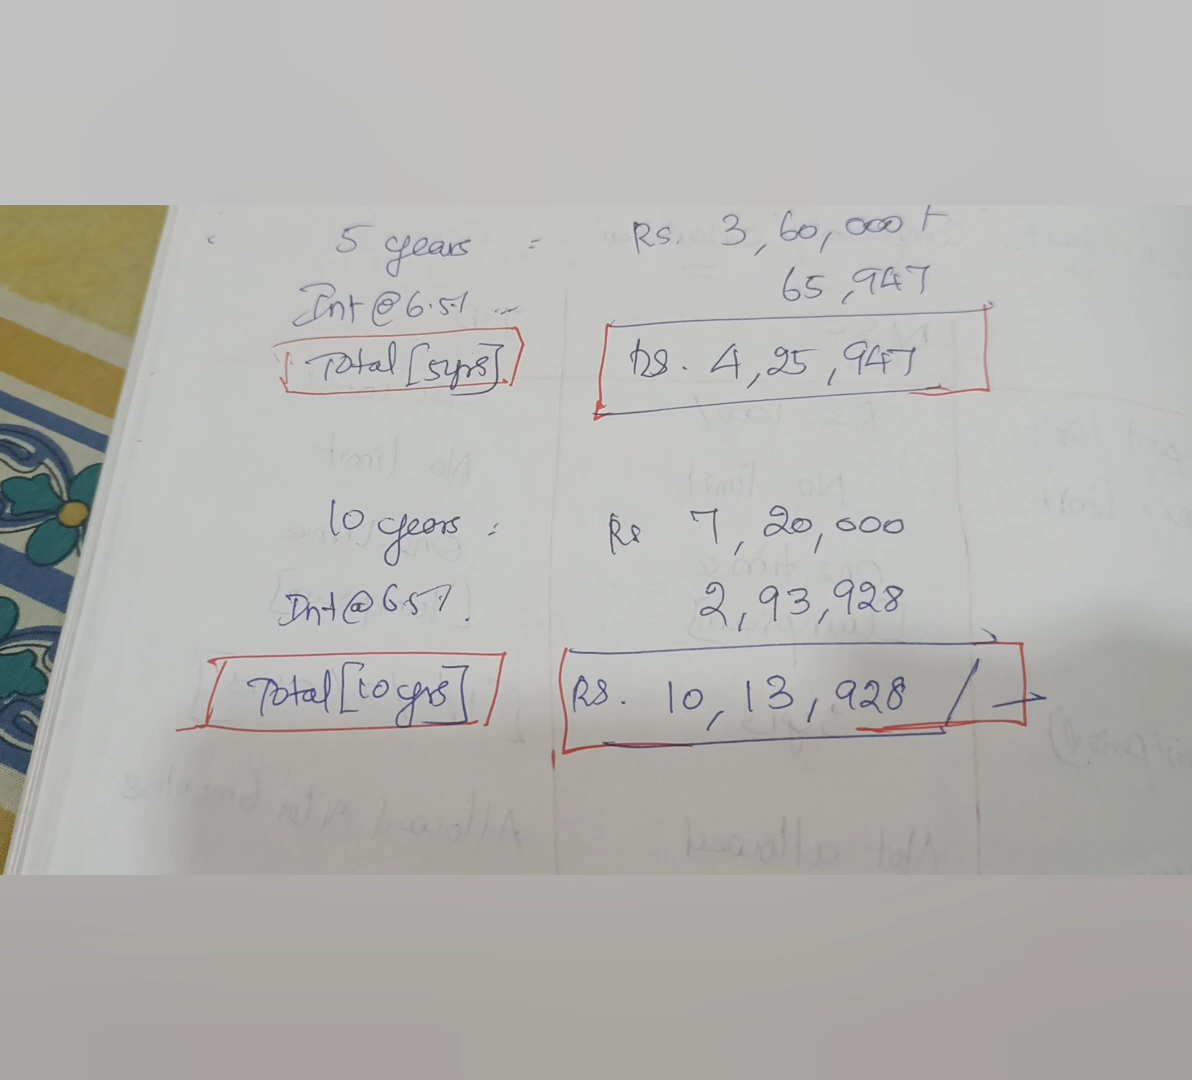 5 years = Rs. 3,60,000 +
Int @ 6.5% ... 65,947
Total [5yrs] Rs. 4,25,947
10 years : Rs 7,20,000
Int @ 6.5%. 2,93,928
Total [10 yrs] Rs. 10,13,928 /-